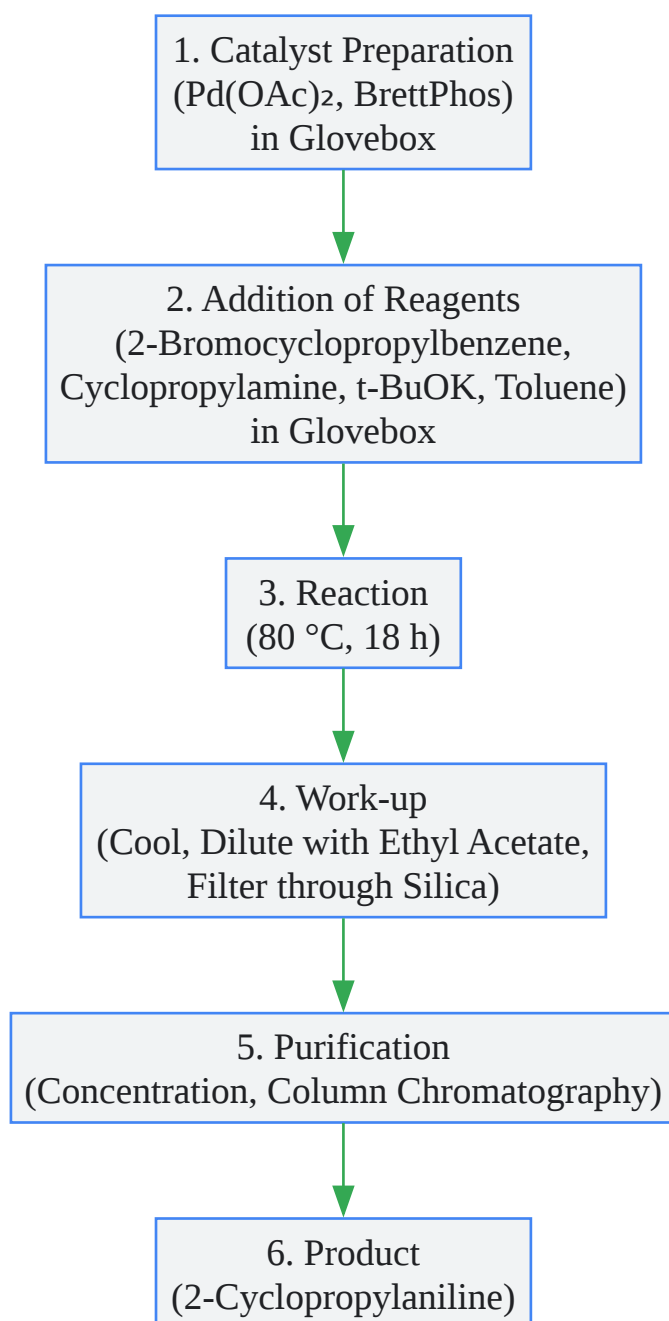 1. Catalyst Preparation
(Pd(OAc)₂, BrettPhos)
in Glovebox
2. Addition of Reagents
(2-Bromocyclopropylbenzene,
Cyclopropylamine, t-BuOK, Toluene)
in Glovebox
3. Reaction
(80 °C, 18 h)
4. Work-up
(Cool, Dilute with Ethyl Acetate,
Filter through Silica)
5. Purification
(Concentration, Column Chromatography)
6. Product
(2-Cyclopropylaniline)